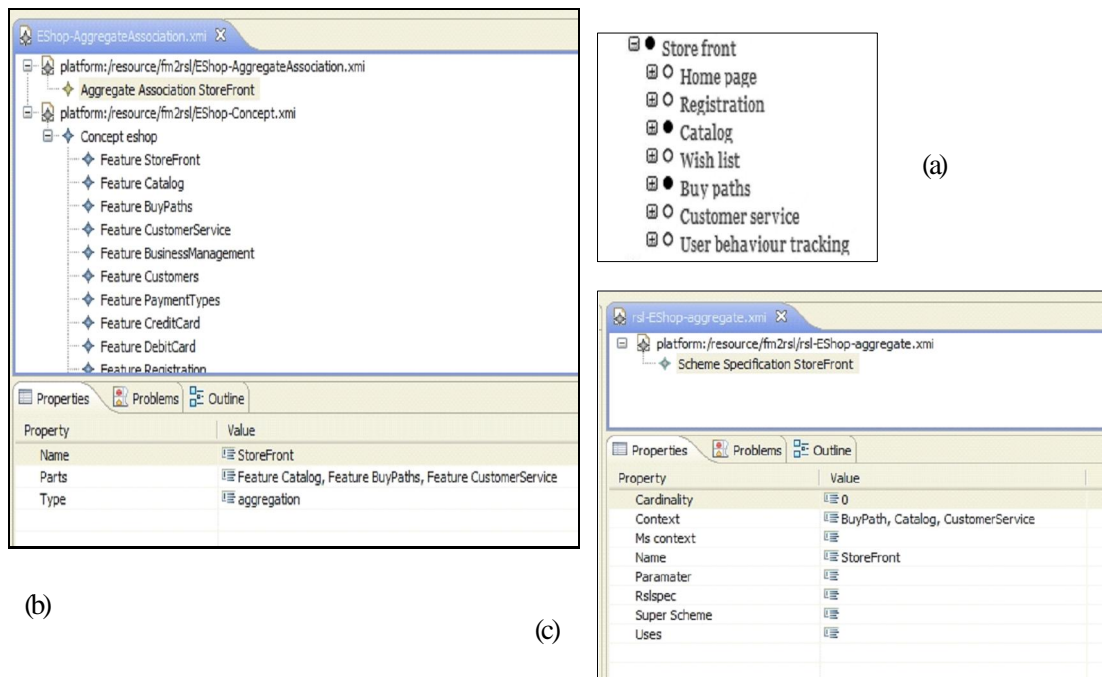 EShop-AggregateAssociation.xmi
platform:/resource/fm2rsl/EShop-AggregateAssociation.xmi
Aggregate Association StoreFront
platform:/resource/fm2rsl/EShop-Concept.xmi
Concept eshop
Feature StoreFront
Feature Catalog
Feature BuyPaths
Feature CustomerService
Feature BusinessManagement
Feature Customers
Feature PaymentTypes
Feature CreditCard
Feature DebitCard
Feature Registration
Properties Problems Outline
Property Value
Name StoreFront
Parts Feature Catalog, Feature BuyPaths, Feature CustomerService
Type aggregation
(b)
Store front
Home page
Registration
Catalog
Wish list
Buy paths
Customer service
User behaviour tracking
(a)
rsl-EShop-aggregate.xmi
platform:/resource/fm2rsl/rsl-EShop-aggregate.xmi
Scheme Specification StoreFront
Properties Problems Outline
Property Value
Cardinality 0
Context BuyPath, Catalog, CustomerService
Ms context
Name StoreFront
Paramater
Rslspec
Super Scheme
Uses
(c)